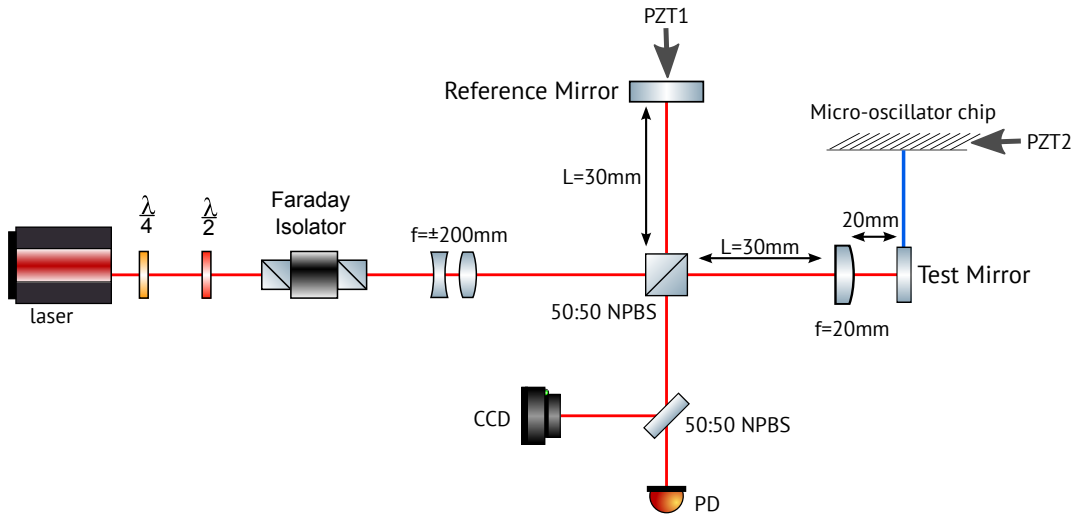 PZT1
Reference Mirror
Micro-oscillator chip
PZT2
L=30mm
λ/4
λ/2
Faraday
Isolator
f=±200mm
20mm
L=30mm
Test Mirror
laser
50:50 NPBS
f=20mm
CCD
50:50 NPBS
PD